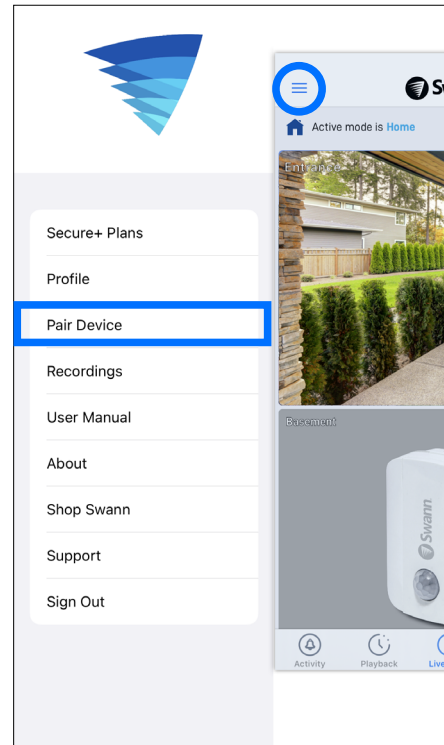 Secure+ Plans
Profile
Pair Device
Recordings
User Manual
About
Shop Swann
Support
Sign Out
Active mode is Home
Entrance
Basement
Swann
Activity
Playback
Live